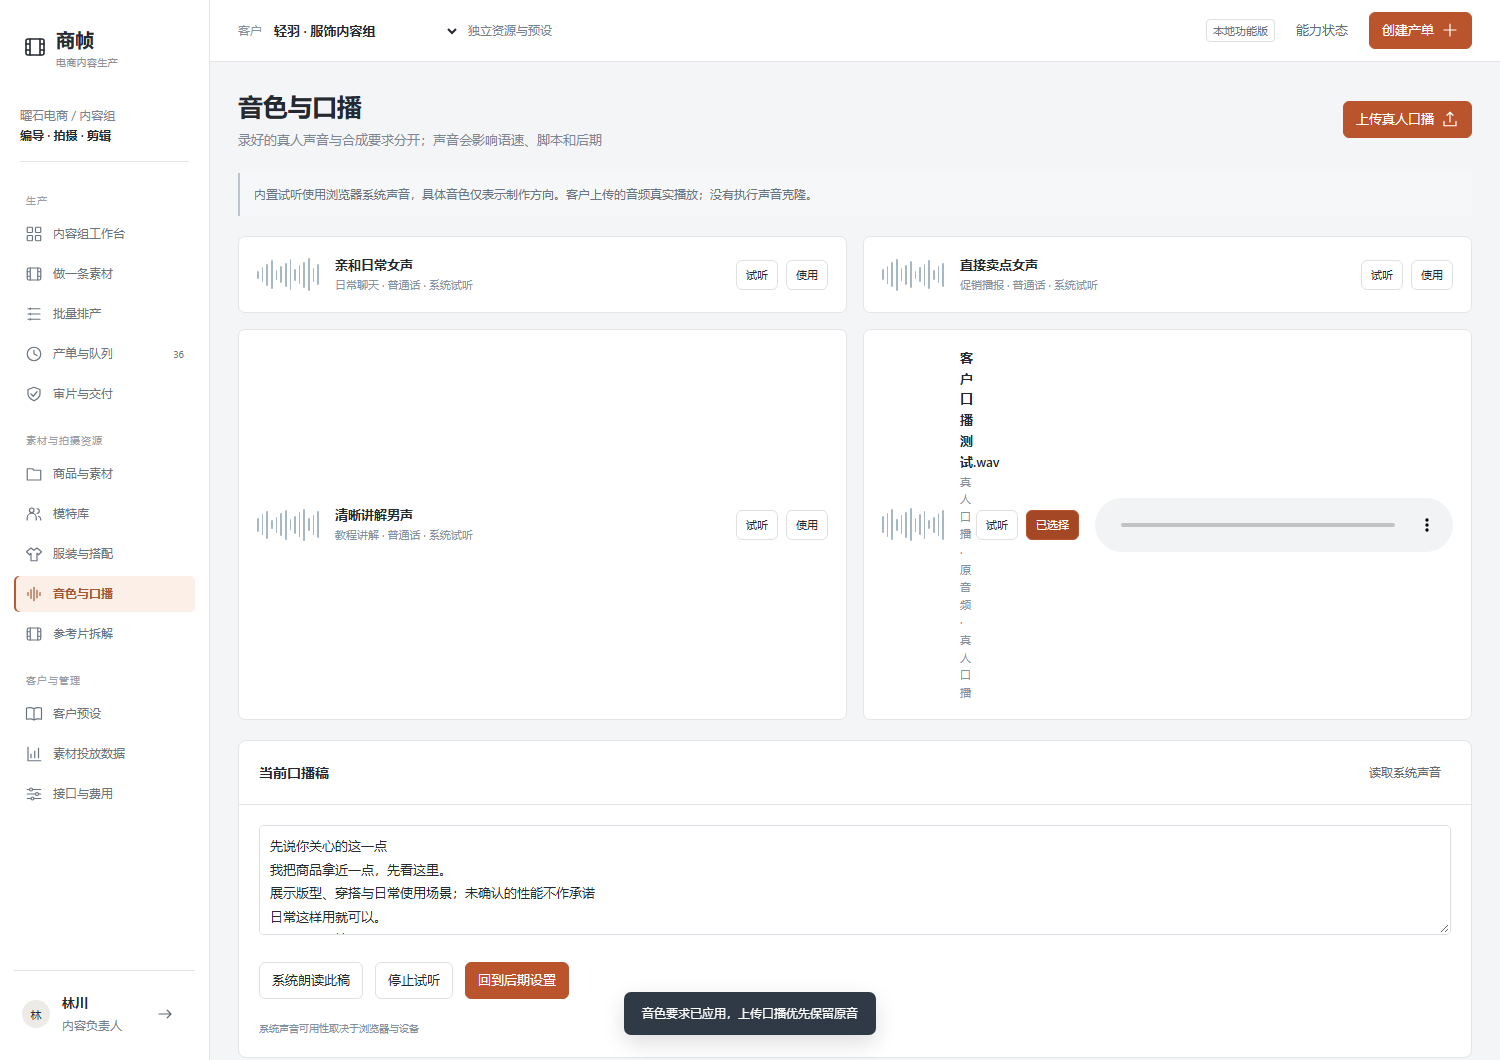 商帧
电商内容生产
曜石电商 / 内容组
编导 · 拍摄 · 剪辑
生产
内容组工作台
做一条素材
批量排产
产单与队列 36
审片与交付
素材与拍摄资源
商品与素材
模特库
服装与搭配
音色与口播
参考片拆解
客户与管理
客户预设
素材投放数据
接口与费用
林 林川
内容负责人
客户 轻羽 · 服饰内容组 独立资源与预设
本地功能版 能力状态 创建产单
音色与口播
录好的真人声音与合成要求分开；声音会影响语速、脚本和后期
上传真人口播
内置试听使用浏览器系统声音，具体音色仅表示制作方向。客户上传的音频真实播放；没有执行声音克隆。
亲和日常女声
日常聊天 · 普通话 · 系统试听
试听 使用
直接卖点女声
促销播报 · 普通话 · 系统试听
试听 使用
清晰讲解男声
教程讲解 · 普通话 · 系统试听
试听 使用
客
户
口
播
测
试.wav
真
人
口
播
·
原
音
频
·
真
人
口
播
试听 已选择
当前口播稿
读取系统声音
先说你关心的这一点
我把商品拿近一点，先看这里。
展示版型、穿搭与日常使用场景；未确认的性能不作承诺
日常这样用就可以。
系统朗读此稿 停止试听 回到后期设置
系统声音可用性取决于浏览器与设备
音色要求已应用，上传口播优先保留原音